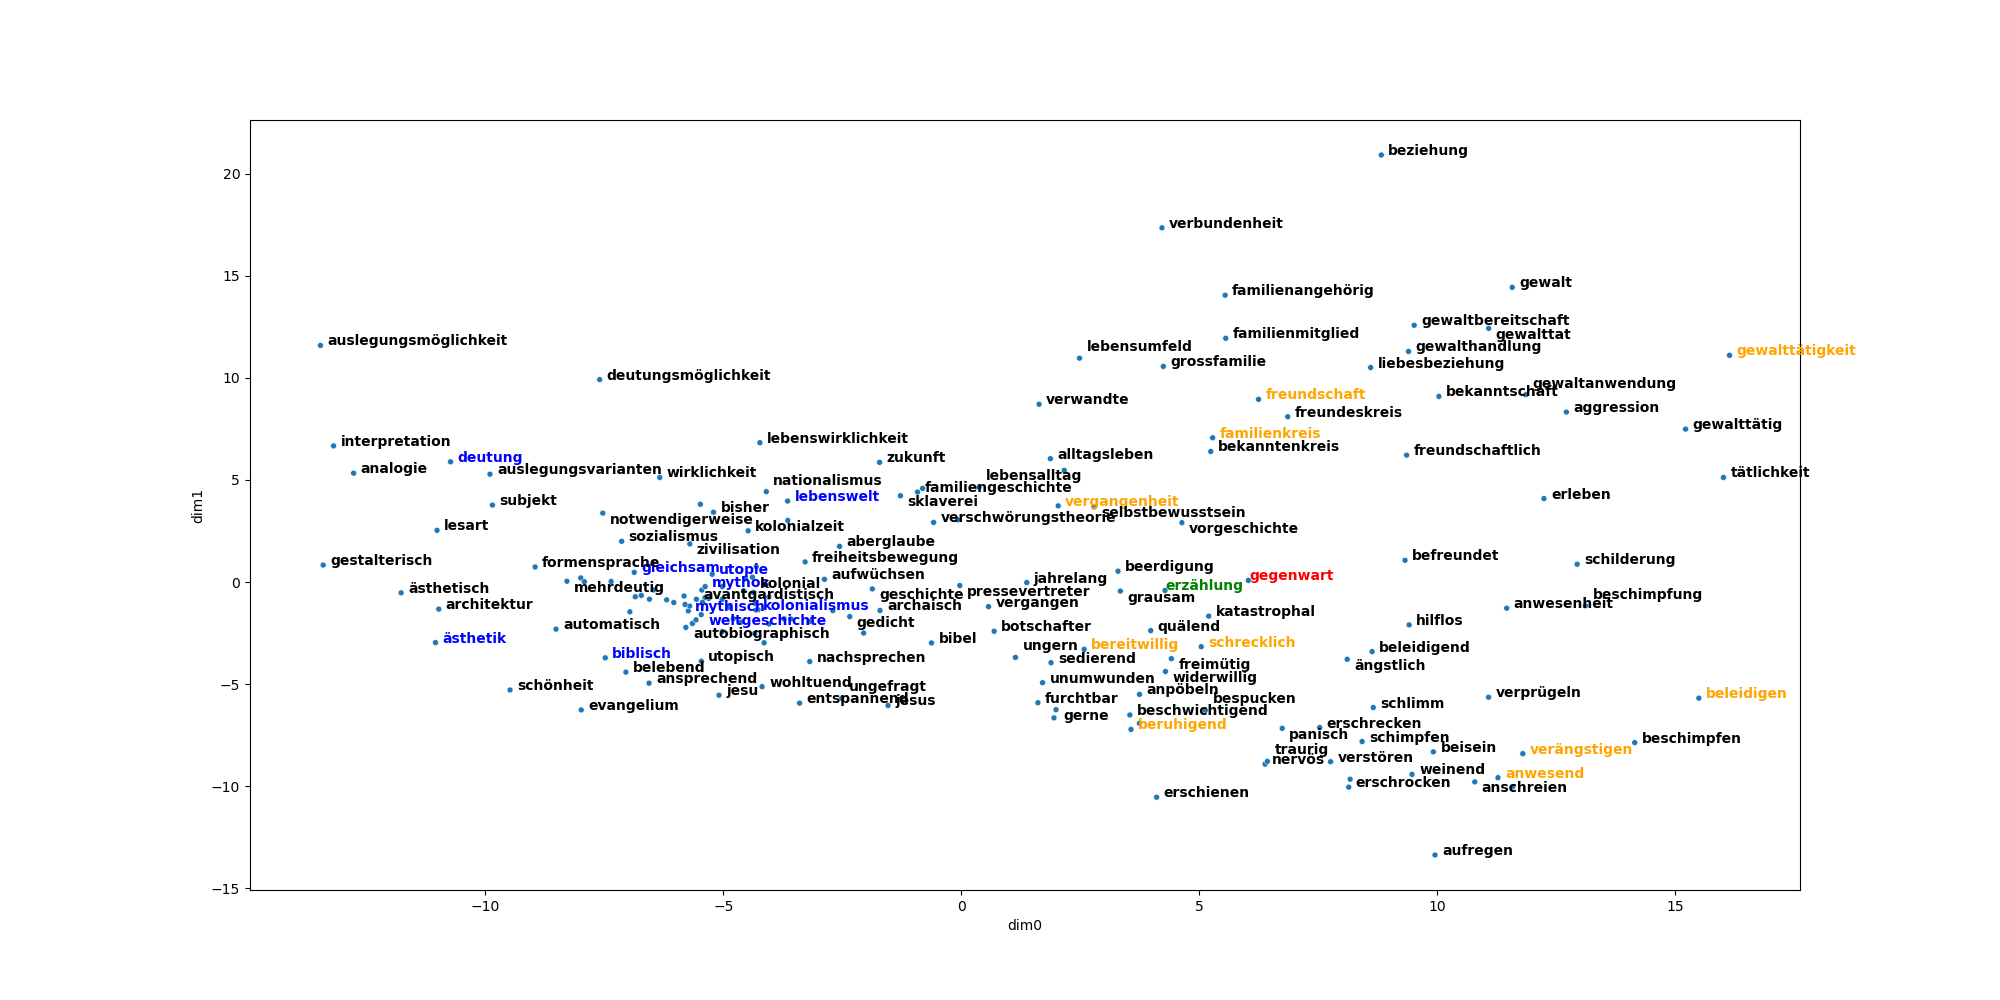 beziehung
20
verbundenheit
15
gewalt
familienangehörig
gewaltbereitschaft
familienmitglied
gewalttat
auslegungsmöglichkeit
lebensumfeld
gewalthandlung
gewalttätigkeit
grossfamilie
liebesbeziehung
10
deutungsmöglichkeit
gewaltanwendung
freundschaft
bekanntschaft
verwandte
aggression
freundeskreis
gewalttätig
familienkreis
interpretation
lebenswirklichkeit
bekanntenkreis
freundschaftlich
deutung
zukunft
alltagsleben
analogie
auslegungsvarianten
wirklichkeit
tätlichkeit
5
nationalismus
lebensalltag
familiengeschichte
lebenswelt
erleben
subjekt
sklaverei
vergangenheit
bisher
selbstbewusstsein
notwendigerweise
verschwörungstheorie
lesart
kolonialzeit
vorgeschichte
sozialismus
aberglaube
zivilisation
gestalterisch
formensprache
freiheitsbewegung
befreundet
schilderung
gleichsam
utopie
aufwüchsen
beerdigung
gegenwart
0
mythos
kolonial
jahrelang
erzählung
ästhetisch
mehrdeutig
avantgardistisch
geschichte
pressevertreter
grausam
beschimpfung
architektur
mythisch
kolonialismus
archaisch
vergangen
anwesenheit
katastrophal
automatisch
weltgeschichte
gedicht
botschafter
quälend
hilflos
ästhetik
autobiographisch
bibel
ungern
bereitwillig
schrecklich
beleidigend
biblisch
utopisch
nachsprechen
sedierend
freimütig
ängstlich
belebend
ansprechend
wohltuend
unumwunden
widerwillig
−5
schönheit
jesu
ungefragt
anpöbeln
verprügeln
beleidigen
evangelium
entspannend
jesus
furchtbar
bespucken
schlimm
gerne
beschwichtigend
beruhigend
erschrecken
panisch
schimpfen
beschimpfen
traurig
beisein
verängstigen
nervös
verstören
weinend
anwesend
−10
erschienen
erschrocken
anschreien
aufregen
−15
−10
−5
0
5
10
15
dim0
dim1